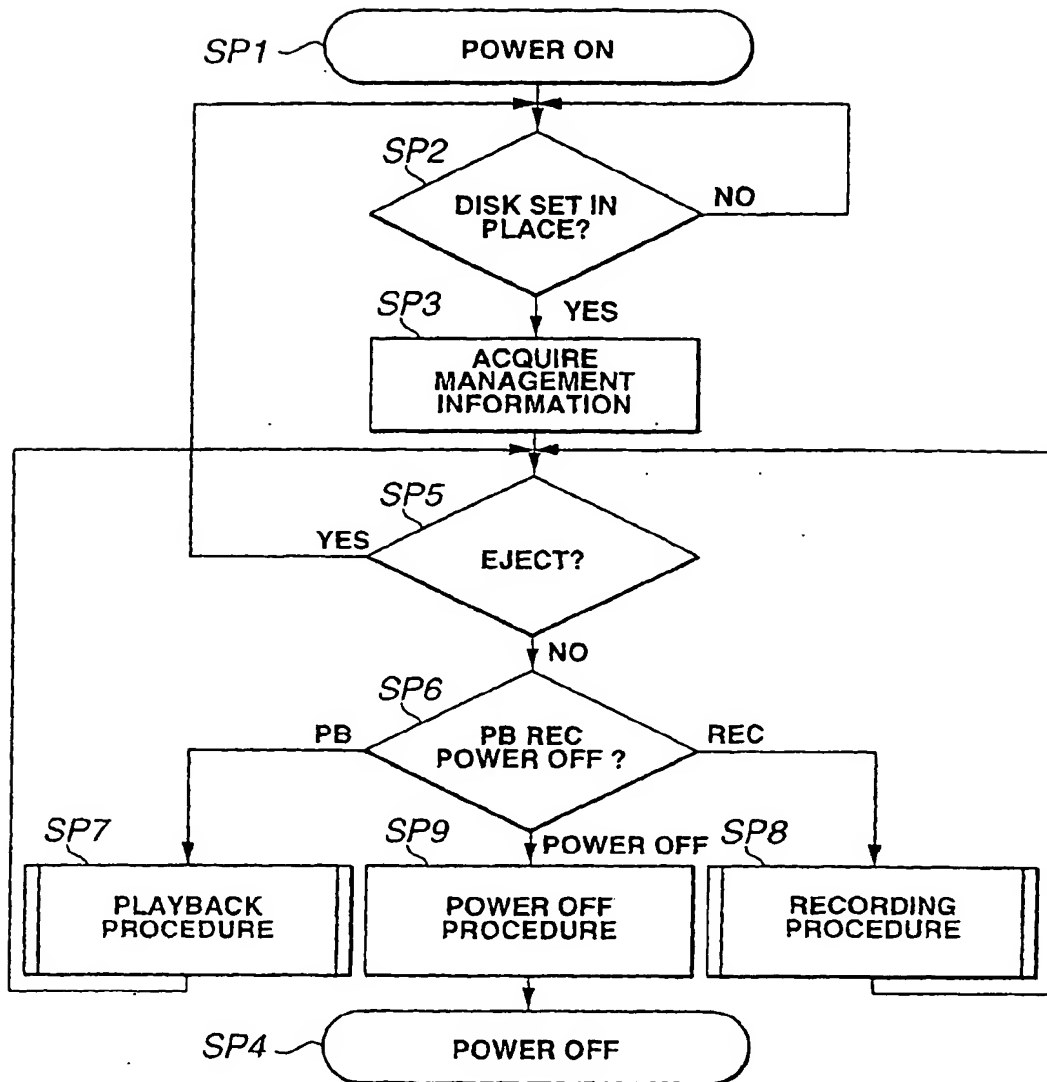 SP1
POWER ON
SP2
DISK SET IN
PLACE?
NO
YES
SP3
ACQUIRE
MANAGEMENT
INFORMATION
SP5
YES
EJECT?
NO
SP6
PB
PB REC
POWER OFF ?
REC
SP7
PLAYBACK
PROCEDURE
SP9
POWER OFF
POWER OFF
PROCEDURE
SP8
RECORDING
PROCEDURE
SP4
POWER OFF